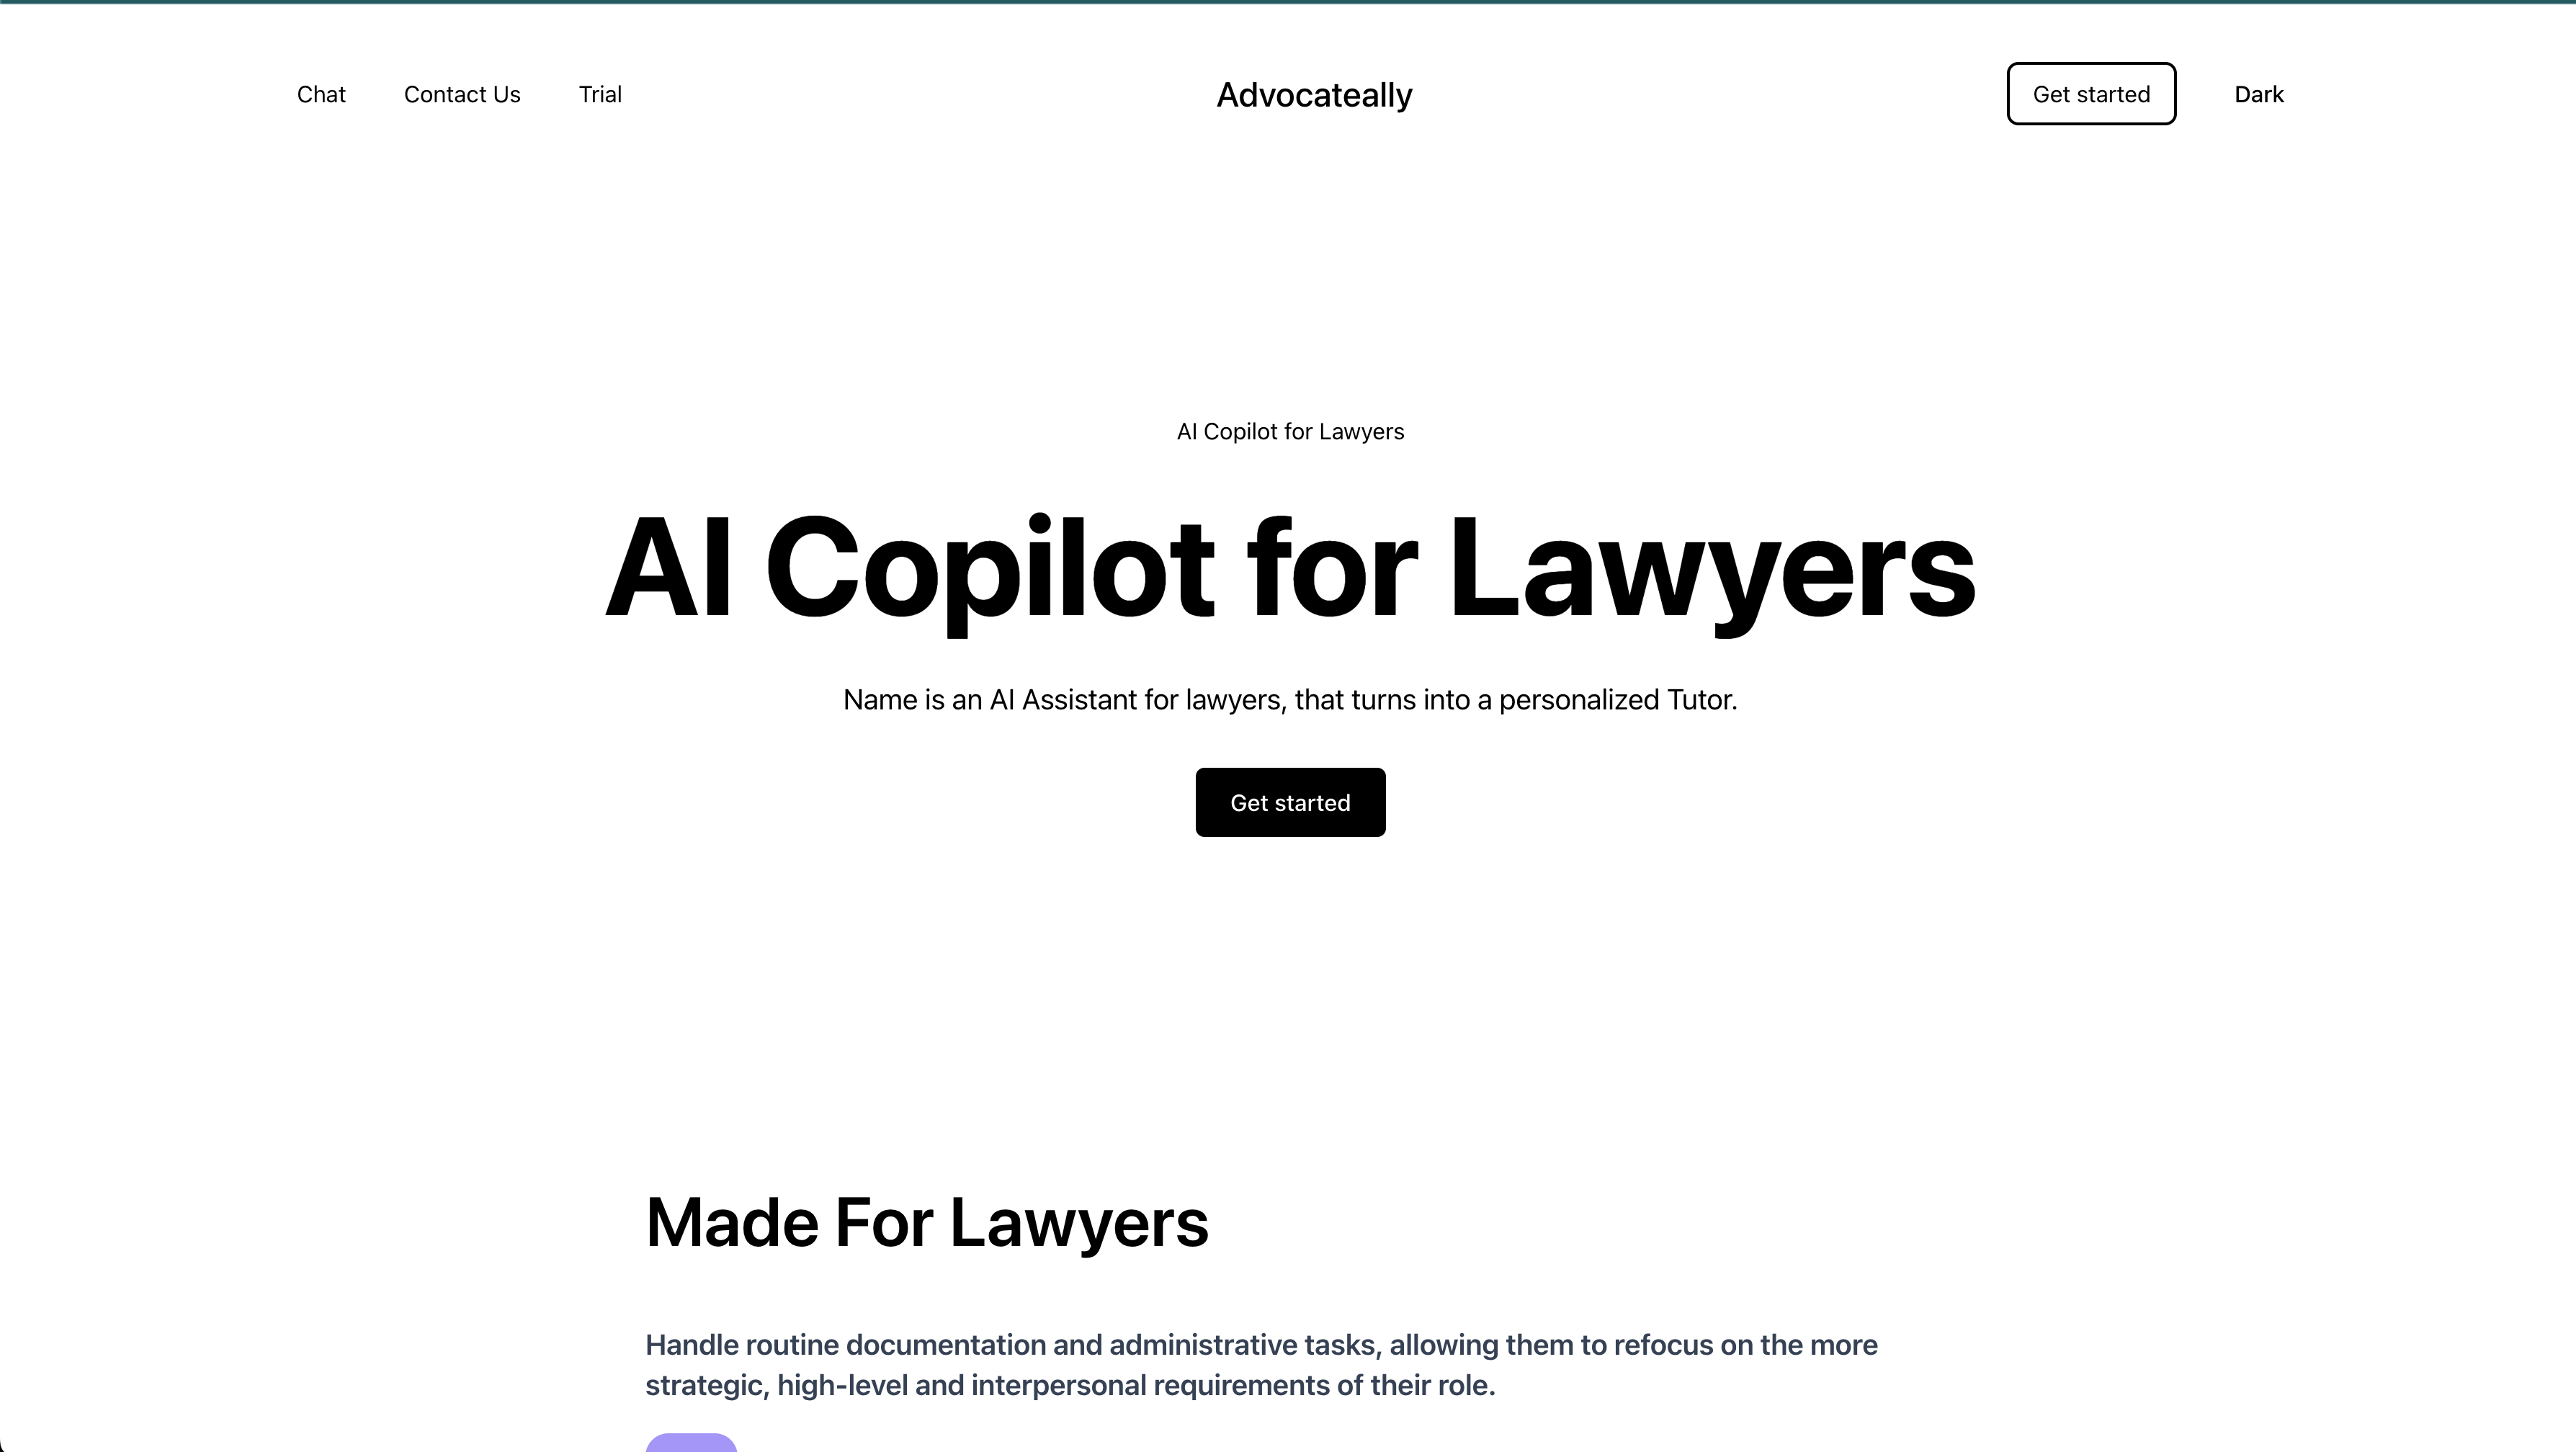 Chat Contact Us Trial Advocateally Get started Dark
AI Copilot for Lawyers
AI Copilot for Lawyers
Name is an AI Assistant for lawyers, that turns into a personalized Tutor.
Get started
Made For Lawyers
Handle routine documentation and administrative tasks, allowing them to refocus on the more
strategic, high-level and interpersonal requirements of their role.